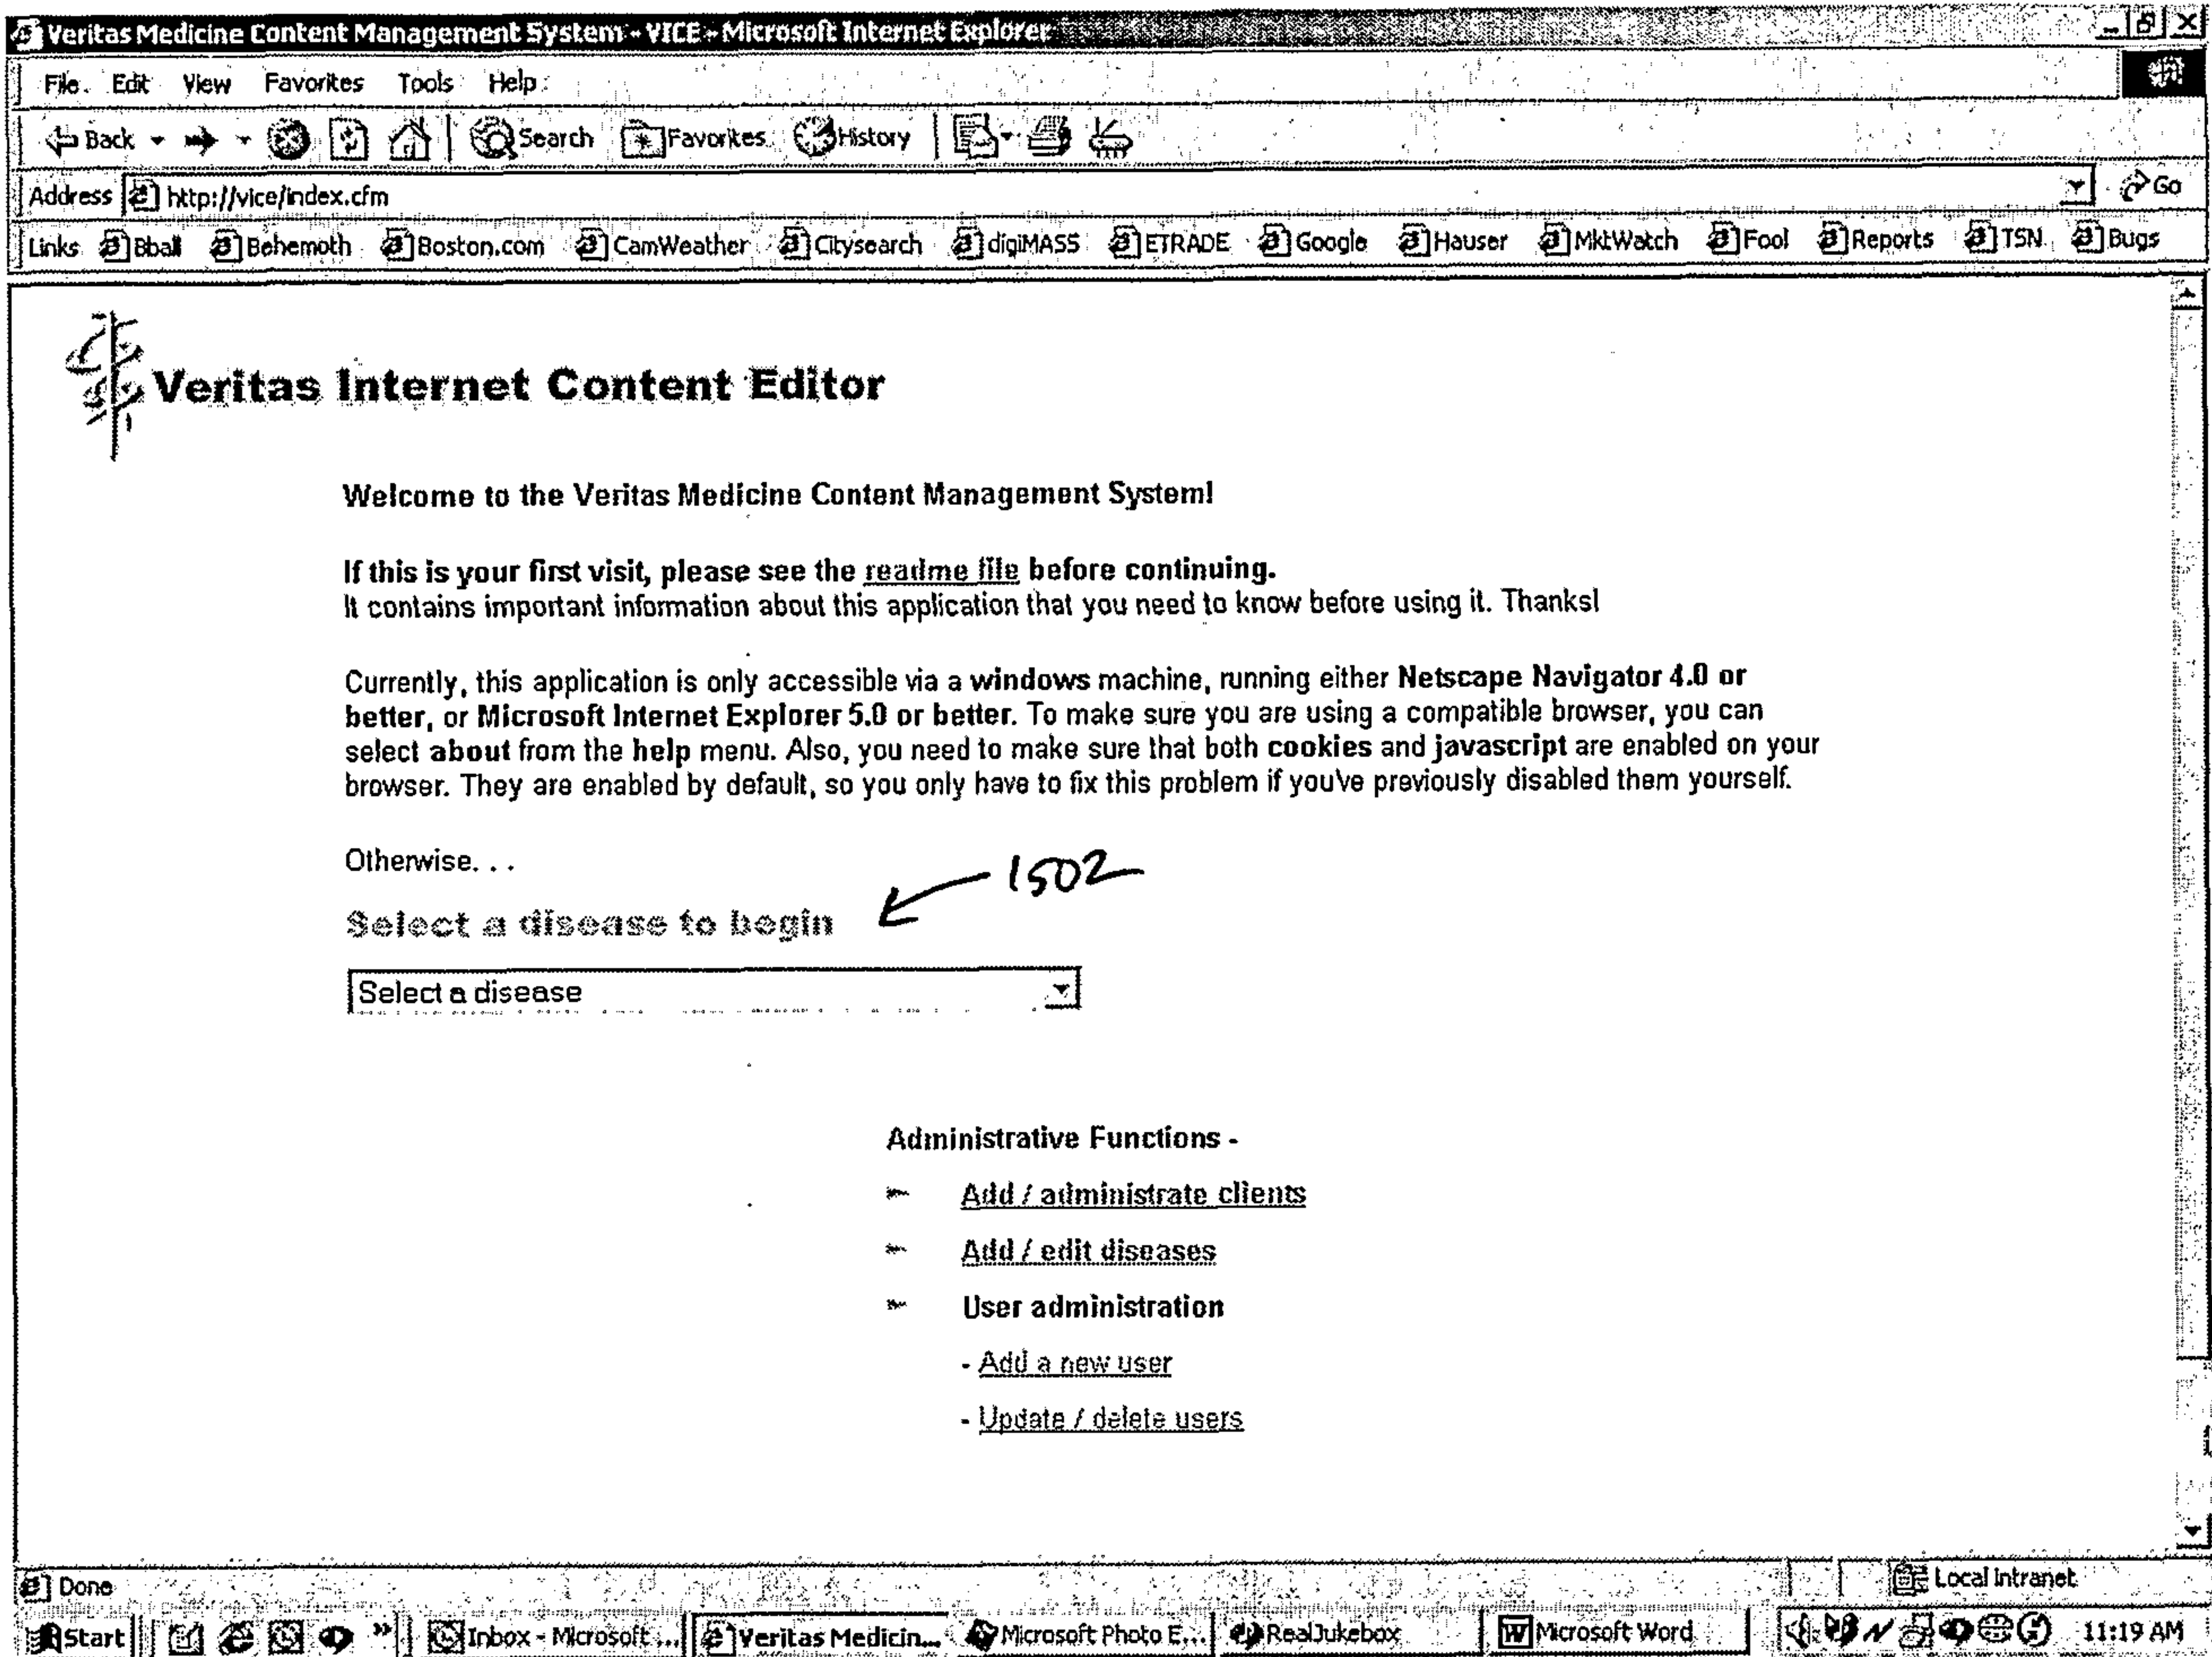 Veritas Medicine Content Management System - VICE - Microsoft Internet Explorer
File Edit View Favorites Tools Help
Back Search Favorites History
Address http://vice/index.cfm Go
Links Bball Behemoth Boston.com CamWeather Citysearch digiMASS ETRADE Google Hauser MktWatch Fool Reports TSN Bugs
Veritas Internet Content Editor
Welcome to the Veritas Medicine Content Management System!
If this is your first visit, please see the readme file before continuing.
It contains important information about this application that you need to know before using it. Thanks!
Currently, this application is only accessible via a windows machine, running either Netscape Navigator 4.0 or
better, or Microsoft Internet Explorer 5.0 or better. To make sure you are using a compatible browser, you can
select about from the help menu. Also, you need to make sure that both cookies and javascript are enabled on your
browser. They are enabled by default, so you only have to fix this problem if you've previously disabled them yourself.
Otherwise. . .
1502
Select a disease to begin
Select a disease
Administrative Functions -
Add / administrate clients
Add / edit diseases
User administration
- Add a new user
- Update / delete users
Done Local intranet
Start Inbox - Microsoft ... Veritas Medicin... Microsoft Photo E... RealJukebox Microsoft Word 11:19 AM